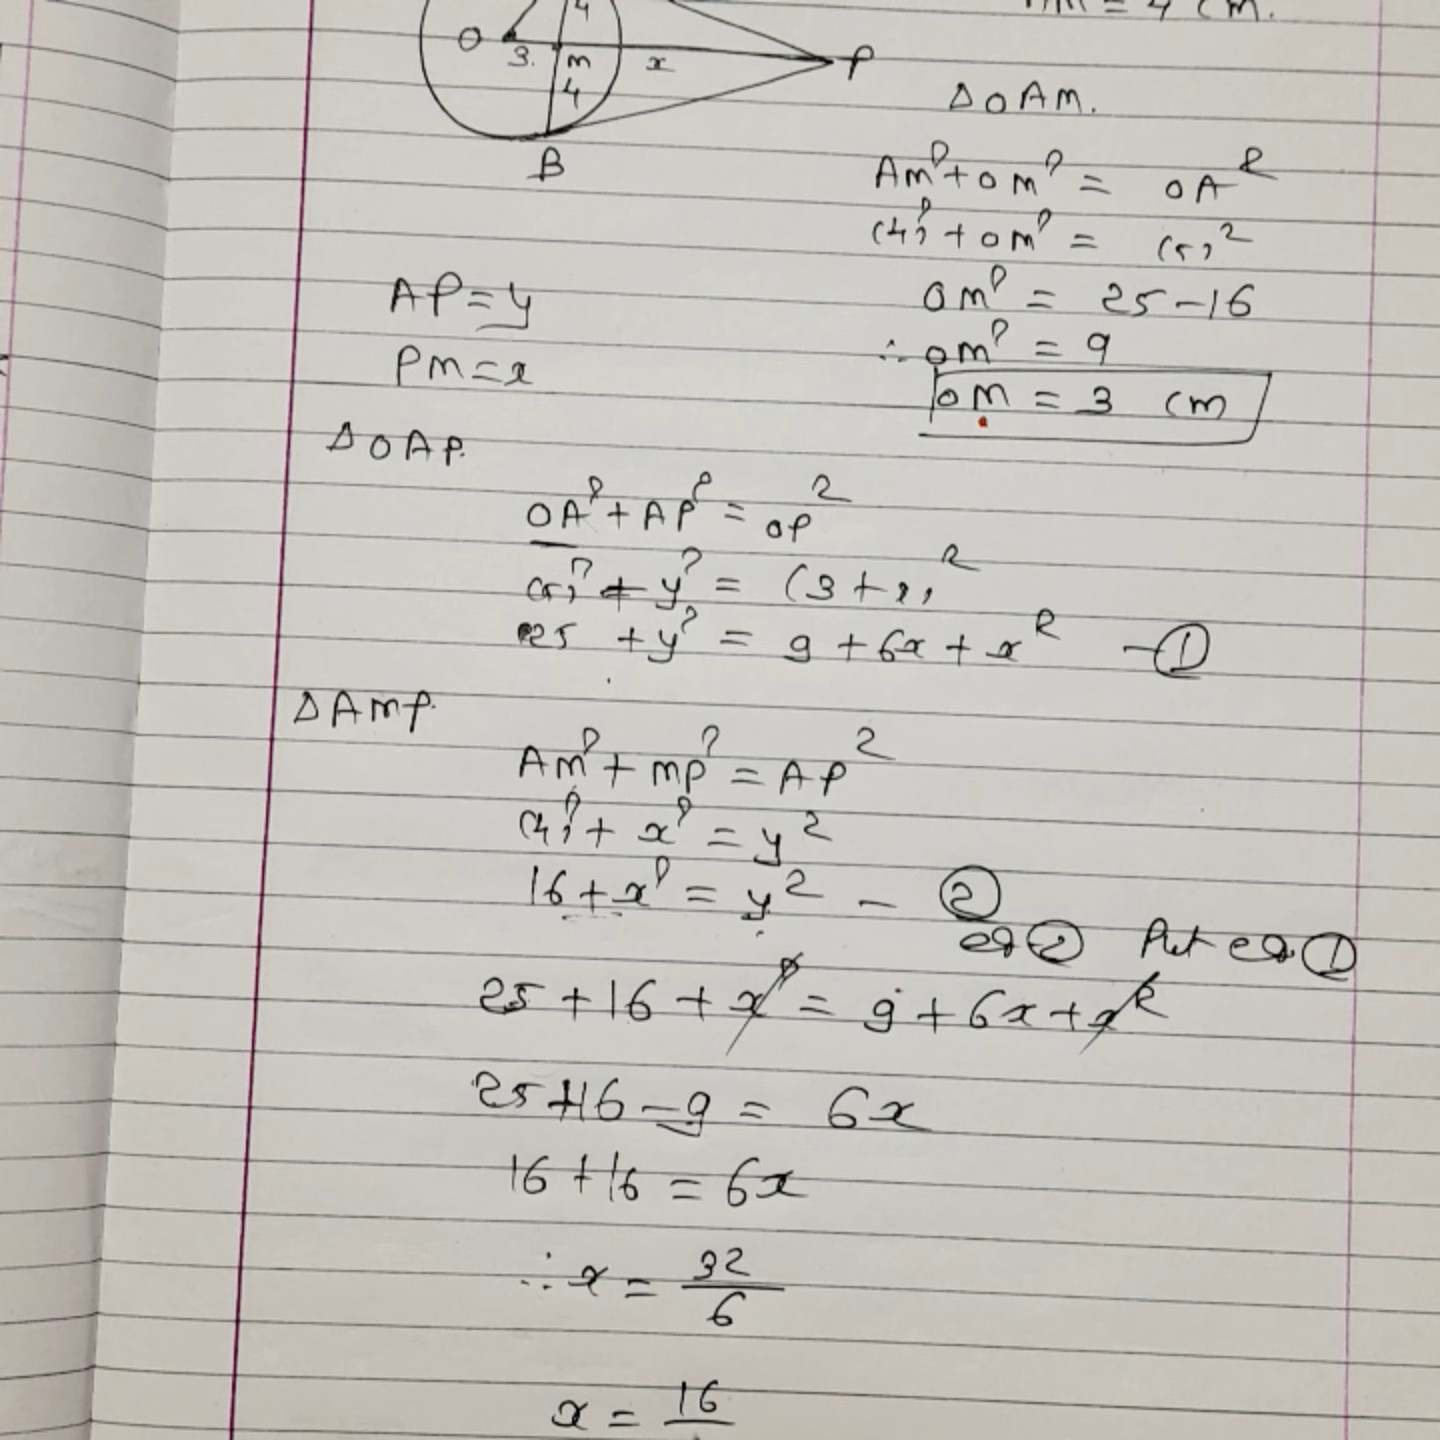 AM = 4 cm.
4
O 3. m x P
4
B
Δ OAM.
Am² + om² = OA²
(4)² + om² = (5)²
om² = 25 - 16
∴ om² = 9
om = 3 cm
AP = y
PM = x
Δ OAP.
OA² + AP² = OP²
(5)² + y² = (3 + x)²
25 + y² = 9 + 6x + x² - ①
Δ AMP.
Am² + mp² = AP²
(4)² + x² = y²
16 + x² = y² - ②
eq ② Put eq. ①
25 + 16 + x² = 9 + 6x + x²
25 + 16 - 9 = 6x
16 + 16 = 6x
∴ x = 32/6
x = 16